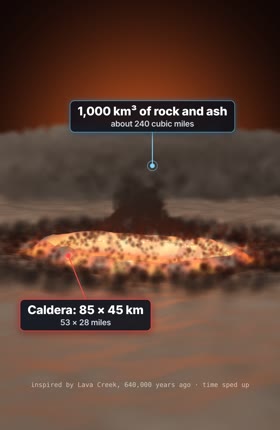 1,000 km³ of rock and ash
about 240 cubic miles
Caldera: 85 × 45 km
53 × 28 miles
inspired by Lava Creek, 640,000 years ago · time sped up